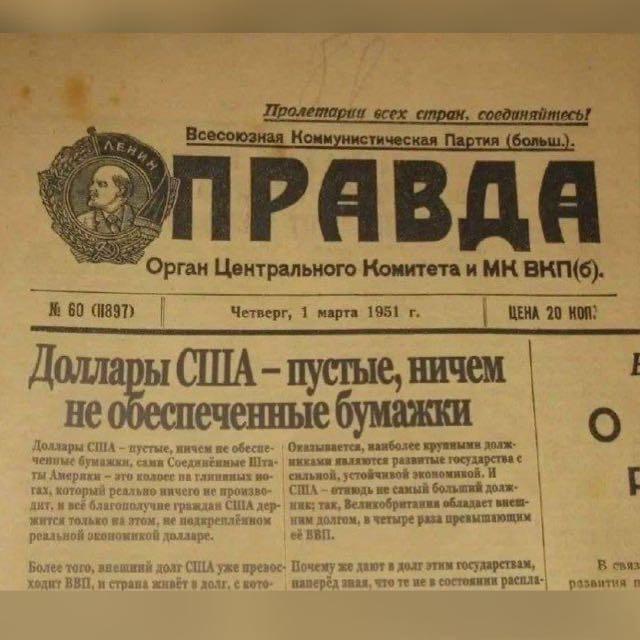 Пролетарии всех стран, соединяйтесь!
Всесоюзная Коммунистическая Партия (больш.).
ЛЕНИН
ПРАВДА
Орган Центрального Комитета и МК ВКП(б).
№ 60 (11897)
Четверг, 1 марта 1951 г.
ЦЕНА 20 КОП.
Доллары США – пустые, ничем
не обеспеченные бумажки
Доллары США – пустые, ничем не обеспе-
ченные бумажки, сами Соединённые Шта-
ты Америки – это колосс на глиняных но-
гах, который реально ничего не произво-
дит, и всё благополучие граждан США дер-
жится только на этом, не подкреплённом
реальной экономикой долларе.
Более того, внешний долг США уже превос-
ходит ВВП, и страна живёт в долг, с кото-
Оказывается, наиболее крупными долж-
никами являются развитые государства с
сильной, устойчивой экономикой. И
США – отнюдь не самый больший долж-
ник; так, Великобритания обладает внеш-
ним долгом, в четыре раза превышающим
её ВВП.
Почему же дают в долг этим государствам,
наперёд зная, что те не в состоянии распла-
О
В связ
развития п